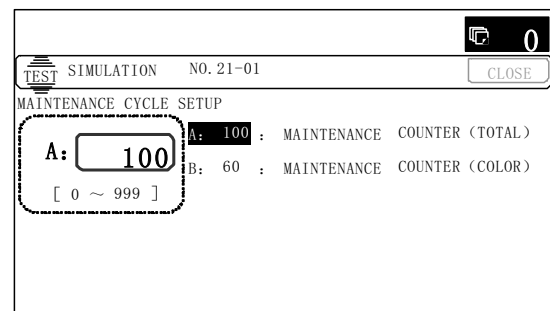 0
TEST SIMULATION NO.21-01 CLOSE
MAINTENANCE CYCLE SETUP
A: 100 : MAINTENANCE COUNTER (TOTAL)
A: 100
B: 60 : MAINTENANCE COUNTER (COLOR)
[ 0 ～ 999 ]